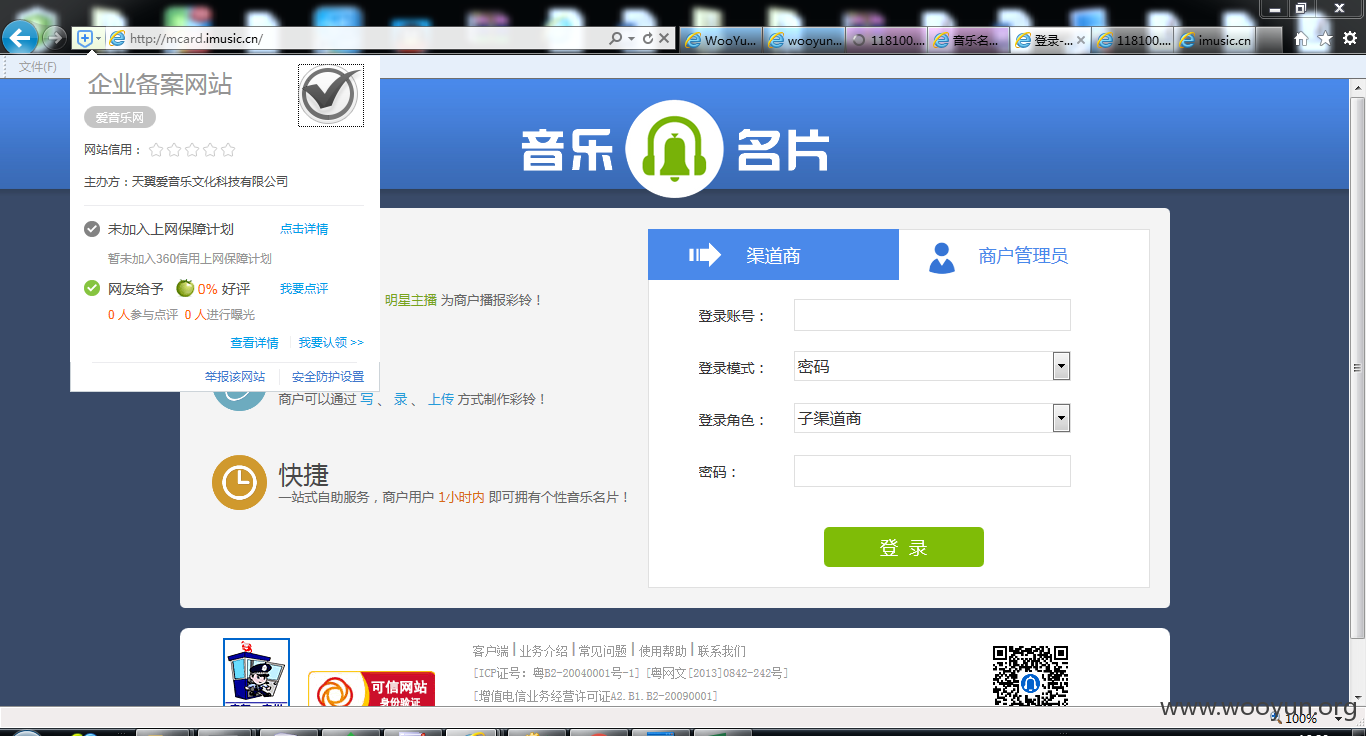 http://mcard.imusic.cn/
WooYu...
wooyun...
118100....
音乐名...
登录-...
118100....
imusic.cn
文件(F)
企业备案网站
爱音乐网
网站信用：
主办方：天翼爱音乐文化科技有限公司
未加入上网保障计划 点击详情
暂未加入360信用上网保障计划
网友给予 0% 好评 我要点评
0 人参与点评 0 人进行曝光
查看详情 我要认领 >>
举报该网站 安全防护设置
音乐 名片
明星主播 为商户播报彩铃！
商户可以通过 写 、 录 、 上传 方式制作彩铃！
快捷
一站式自助服务，商户用户 1小时内 即可拥有个性音乐名片！
渠道商
商户管理员
登录账号：
登录模式： 密码
登录角色： 子渠道商
密码：
登 录
客户端 | 业务介绍 | 常见问题 | 使用帮助 | 联系我们
[ICP证号：粤B2-20040001号-1] [粤网文[2013]0842-242号]
[增值电信业务经营许可证A2.B1.B2-20090001]
可信网站
身份验证
www.wooyun.org
100%